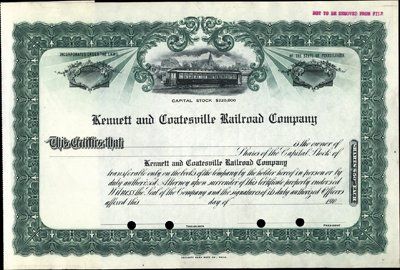 NOT TO BE REMOVED FROM FILE
INCORPORATED UNDER THE LAWS
OF THE STATE OF PENNSYLVANIA
CAPITAL STOCK $220,000
Kennett and Coatesville Railroad Company
This Certifies that
is the owner of
Shares of the Capital Stock of
Kennett and Coatesville Railroad Company
transferable only on the books of the Company by the holder hereof in person or by
duly authorized Attorney upon surrender of this Certificate properly endorsed
Witness, the Seal of the Company and the signatures of its duly authorized Officers
affixed this day of 190
TREASURER
PRESIDENT
SHARES $50 EACH